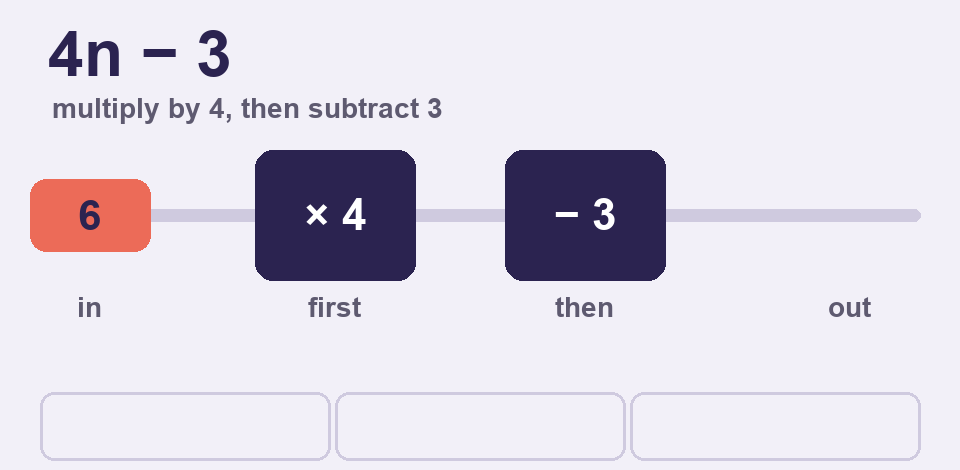 4n − 3
multiply by 4, then subtract 3
6
× 4
− 3
in
first
then
out